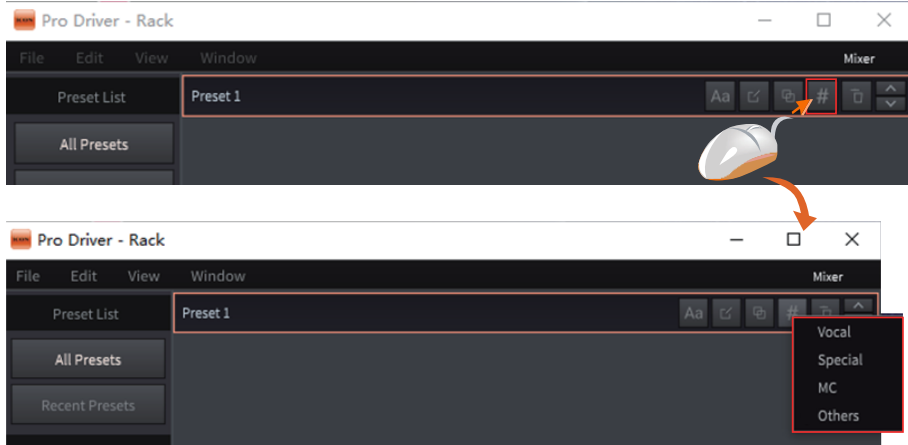 Pro Driver - Rack
File Edit View Window Mixer
Preset List Preset 1 Aa #
All Presets
Pro Driver - Rack
File Edit View Window Mixer
Preset List Preset 1 Aa #
All Presets
Recent Presets
Vocal
Special
MC
Others